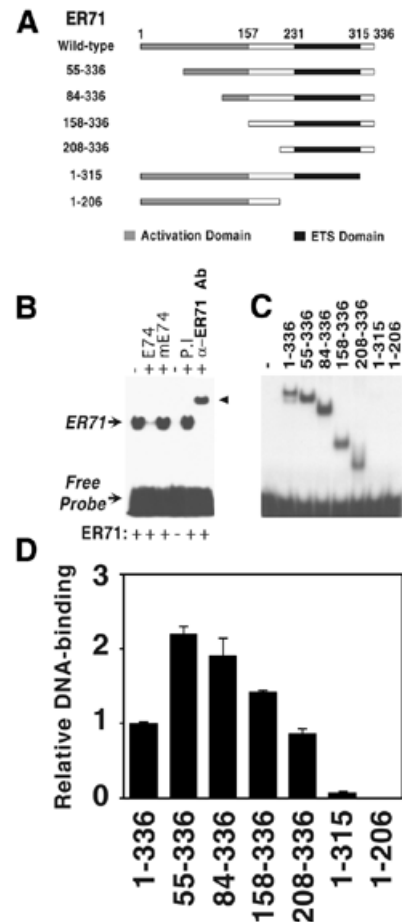 A
ER71
1 157 231 315 336
Wild-type
55-336
84-336
158-336
208-336
1-315
1-206
Activation Domain ETS Domain
B
- E74 mE74 - P.I α-ER71 Ab
+ + + +
ER71
Free
Probe
ER71: + + + - + +
C
- 1-336 55-336 84-336 158-336 208-336 1-315 1-206
D
Relative DNA-binding
3
2
1
0
1-336 55-336 84-336 158-336 208-336 1-315 1-206